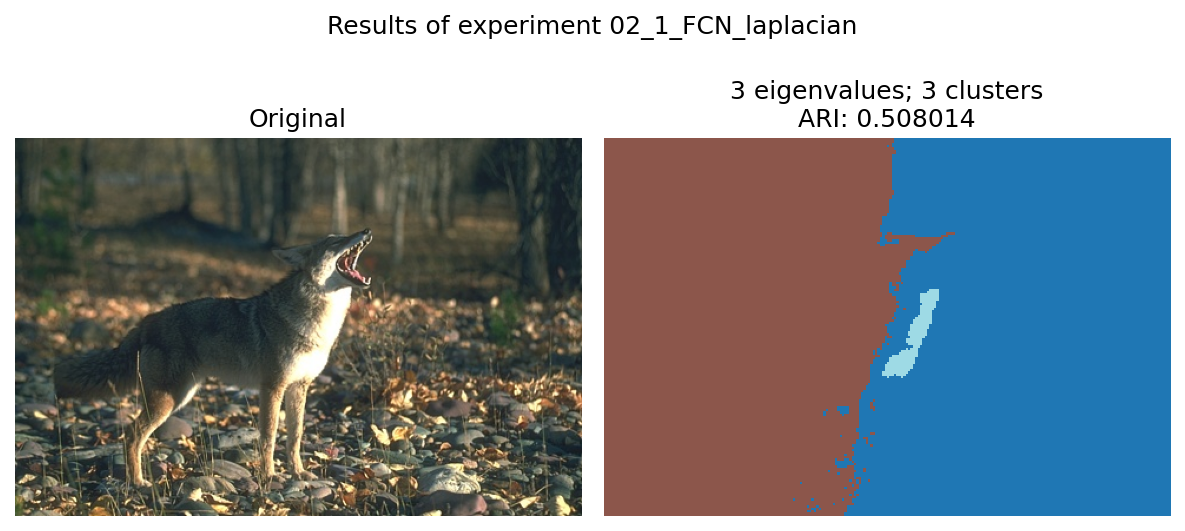 Results of experiment 02_1_FCN_laplacian
Original
3 eigenvalues; 3 clusters
ARI: 0.508014